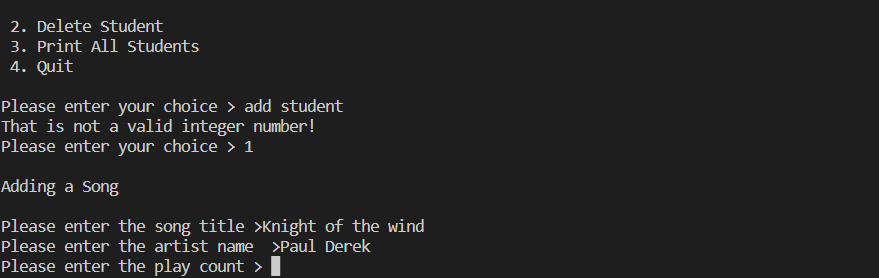 2. Delete Student
3. Print All Students
4. Quit
Please enter your choice > add student
That is not a valid integer number!
Please enter your choice > 1
Adding a Song
Please enter the song title >Knight of the wind
Please enter the artist name  >Paul Derek
Please enter the play count >